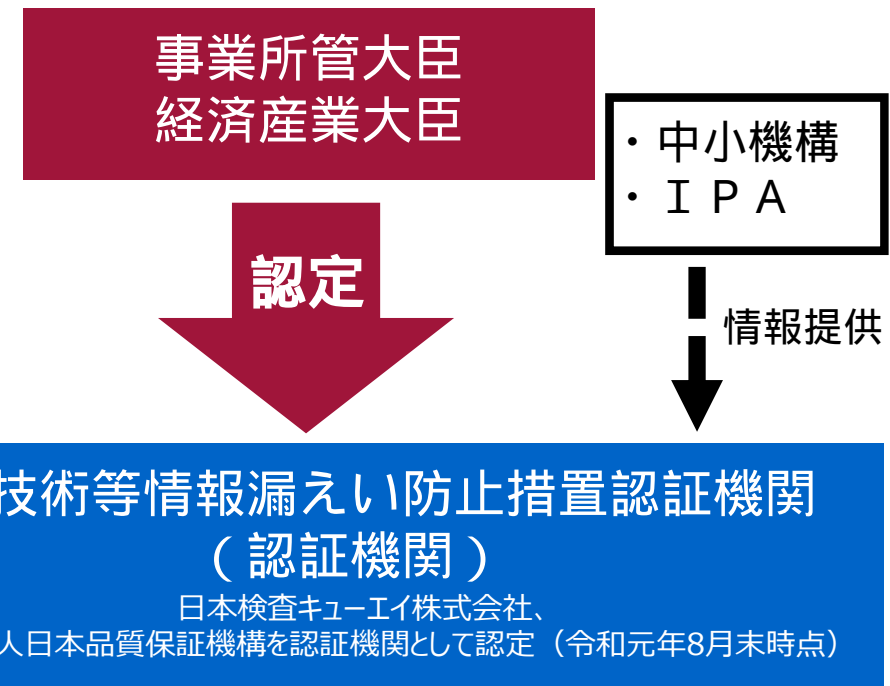 事業所管大臣
経済産業大臣
・中小機構
・ＩＰＡ
認定
情報提供
技術等情報漏えい防止措置認証機関
（認証機関）
日本検査キューエイ株式会社、
人日本品質保証機構を認証機関として認定（令和元年8月末時点）